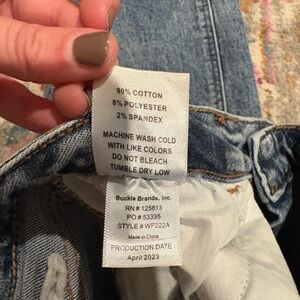 90% COTTON
8% POLYESTER
2% SPANDEX
MACHINE WASH COLD
WITH LIKE COLORS
DO NOT BLEACH
TUMBLE DRY LOW
Buckle Brands, Inc.
RN # 125813
PO # 53335
STYLE # WF222A
Made in China
PRODUCTION DATE:
April 2023